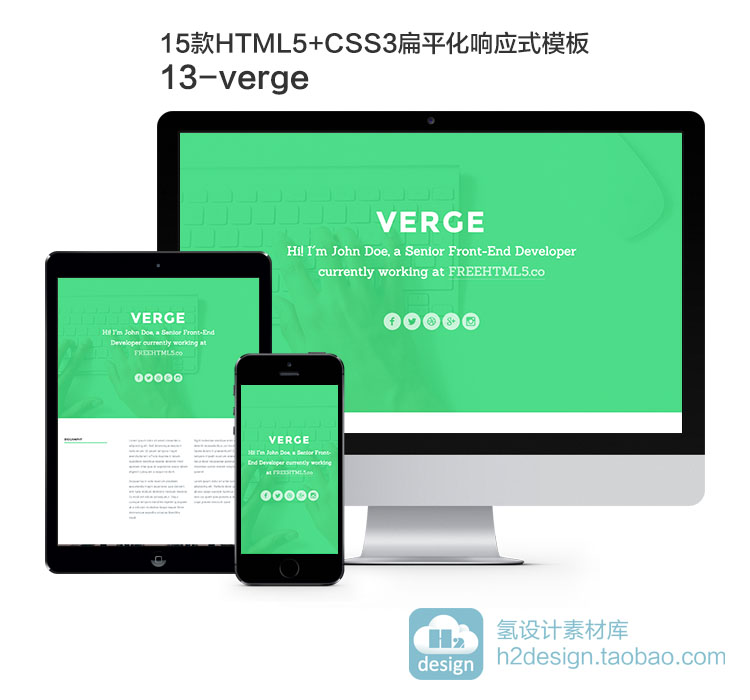 15款HTML5+CSS3扁平化响应式模板
13-verge
VERGE
Hi! I'm John Doe, a Senior Front-End Developer
currently working at FREEHTML5.co
VERGE
Hi! I'm John Doe, a Senior Front-End
Developer currently working at
FREEHTML5.co
VERGE
Hi! I'm John Doe, a Senior Front-
End Developer currently working
at FREEHTML5.co
H2
design
氢设计素材库
h2design.taobao.com